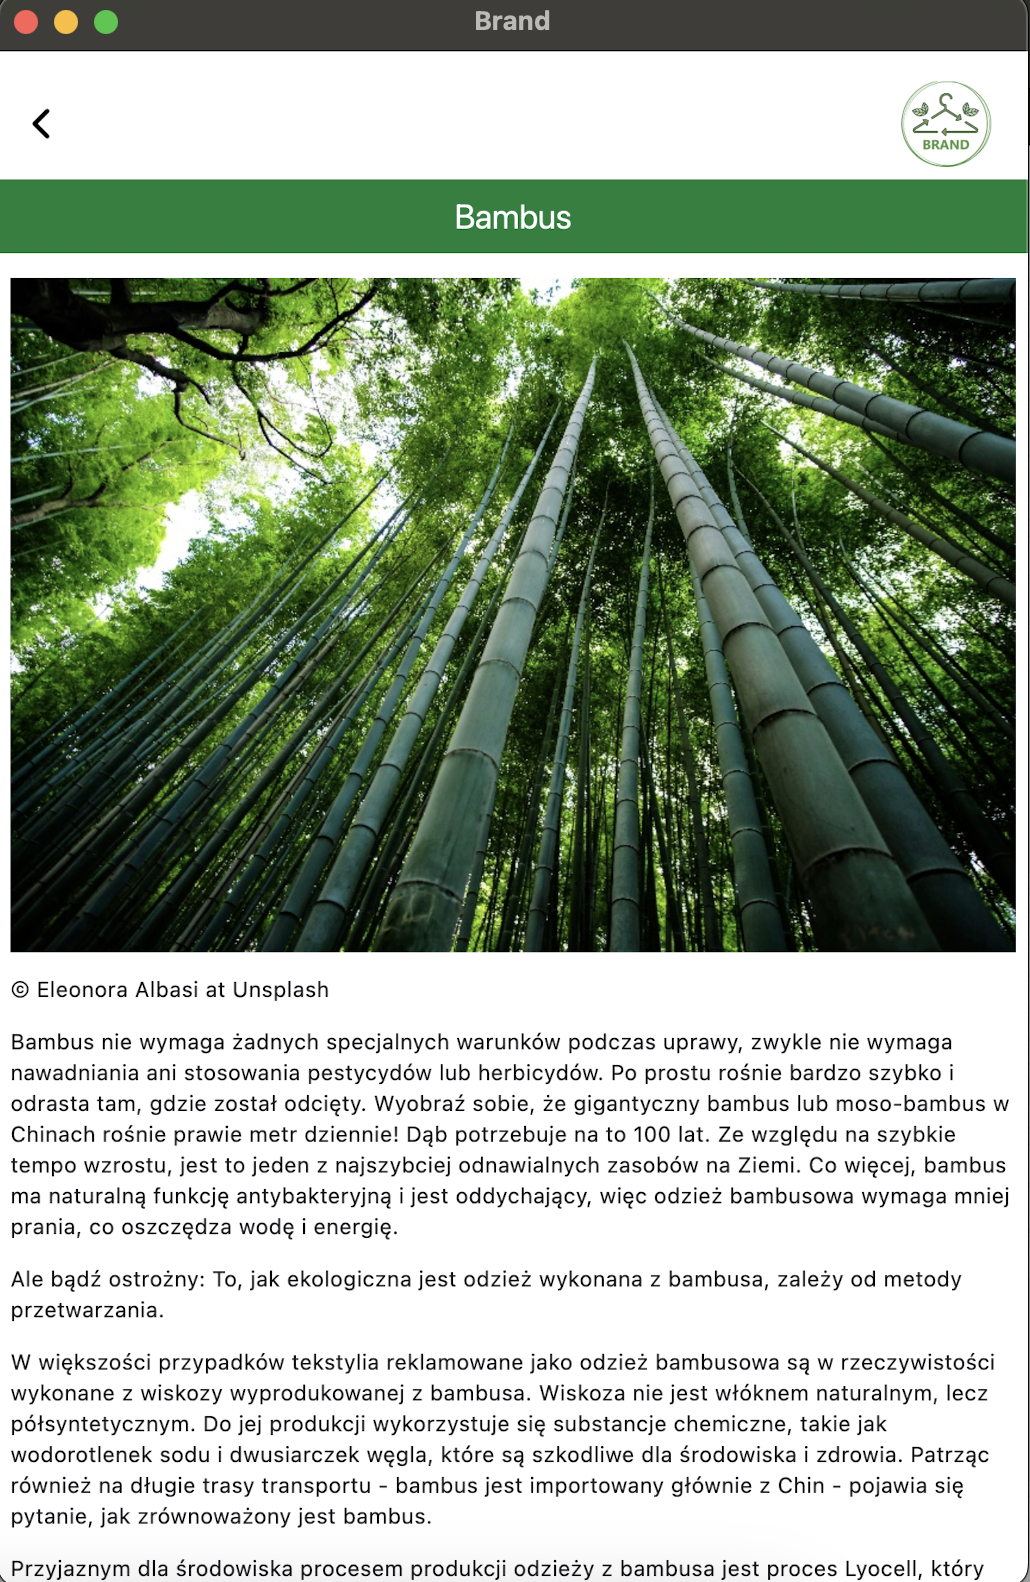 Brand
BRAND
Bambus
© Eleonora Albasi at Unsplash
Bambus nie wymaga żadnych specjalnych warunków podczas uprawy, zwykle nie wymaga
nawadniania ani stosowania pestycydów lub herbicydów. Po prostu rośnie bardzo szybko i
odrasta tam, gdzie został odcięty. Wyobraź sobie, że gigantyczny bambus lub moso-bambus w
Chinach rośnie prawie metr dziennie! Dąb potrzebuje na to 100 lat. Ze względu na szybkie
tempo wzrostu, jest to jeden z najszybciej odnawialnych zasobów na Ziemi. Co więcej, bambus
ma naturalną funkcję antybakteryjną i jest oddychający, więc odzież bambusowa wymaga mniej
prania, co oszczędza wodę i energię.
Ale bądź ostrożny: To, jak ekologiczna jest odzież wykonana z bambusa, zależy od metody
przetwarzania.
W większości przypadków tekstylia reklamowane jako odzież bambusowa są w rzeczywistości
wykonane z wiskozy wyprodukowanej z bambusa. Wiskoza nie jest włóknem naturalnym, lecz
półsyntetycznym. Do jej produkcji wykorzystuje się substancje chemiczne, takie jak
wodorotlenek sodu i dwusiarczek węgla, które są szkodliwe dla środowiska i zdrowia. Patrząc
również na długie trasy transportu - bambus jest importowany głównie z Chin - pojawia się
pytanie, jak zrównoważony jest bambus.
Przyjaznym dla środowiska procesem produkcji odzieży z bambusa jest proces Lyocell, który